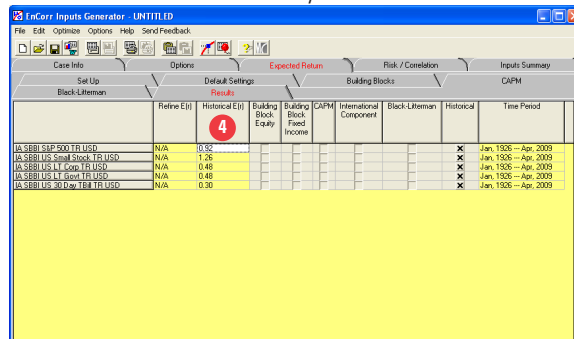 EnCorr Inputs Generator - UNTITLED
File Edit Optimize Options Help Send Feedback
Case Info Options Expected Return Risk / Correlation Inputs Summary
Set Up Default Settings Building Blocks CAPM
Black-Litterman Results
Refine E(r) Historical E(r) Building Block Equity Building Block Fixed Income CAPM International Component Black-Litterman Historical Time Period
4
IA SBBI S&P 500 TR USD N/A 0.92 Jan, 1926 -- Apr, 2009
IA SBBI US Small Stock TR USD N/A 1.26 Jan, 1926 -- Apr, 2009
IA SBBI US LT Corp TR USD N/A 0.48 Jan, 1926 -- Apr, 2009
IA SBBI US LT Govt TR USD N/A 0.48 Jan, 1926 -- Apr, 2009
IA SBBI US 30 Day TBill TR USD N/A 0.30 Jan, 1926 -- Apr, 2009